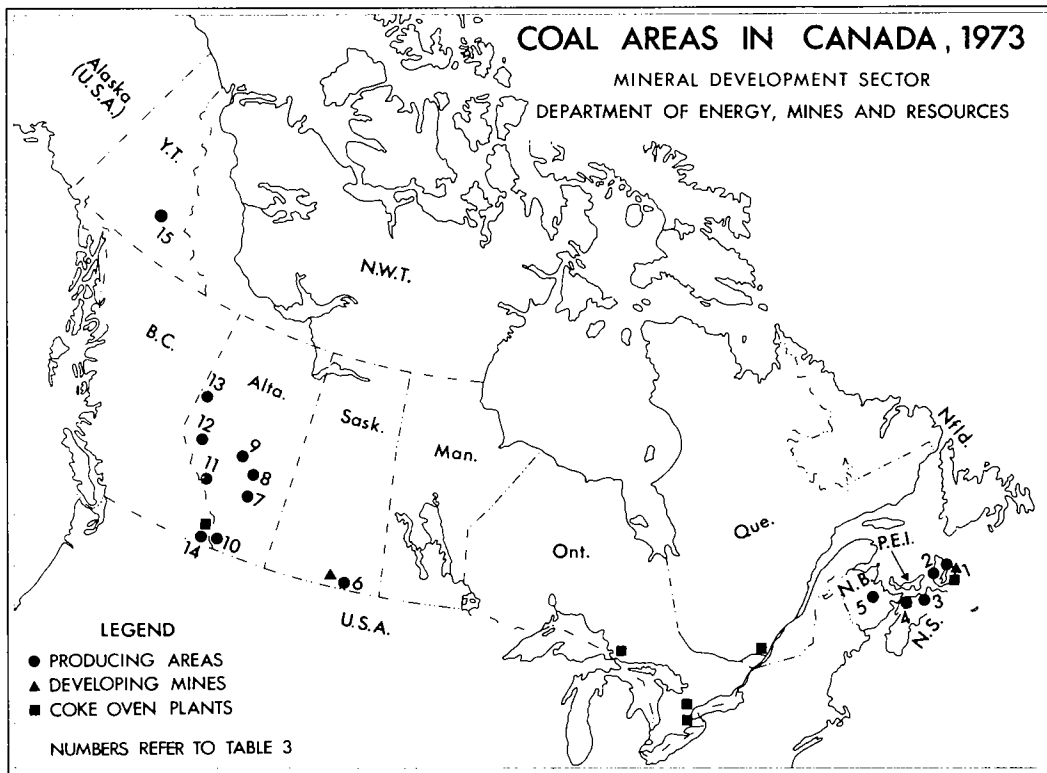 COAL AREAS IN CANADA, 1973
MINERAL DEVELOPMENT SECTOR
DEPARTMENT OF ENERGY, MINES AND RESOURCES
Alaska
(U.S.A.)
Y.T.
15
N.W.T.
B.C.
13
Alta.
12
Sask.
9
Man.
11
8
7
Nfld.
Que.
14
10
Ont.
P.E.I.
2
1
N.B.
6
5
3
4
N.S.
U.S.A.
LEGEND
PRODUCING AREAS
DEVELOPING MINES
COKE OVEN PLANTS
NUMBERS REFER TO TABLE 3